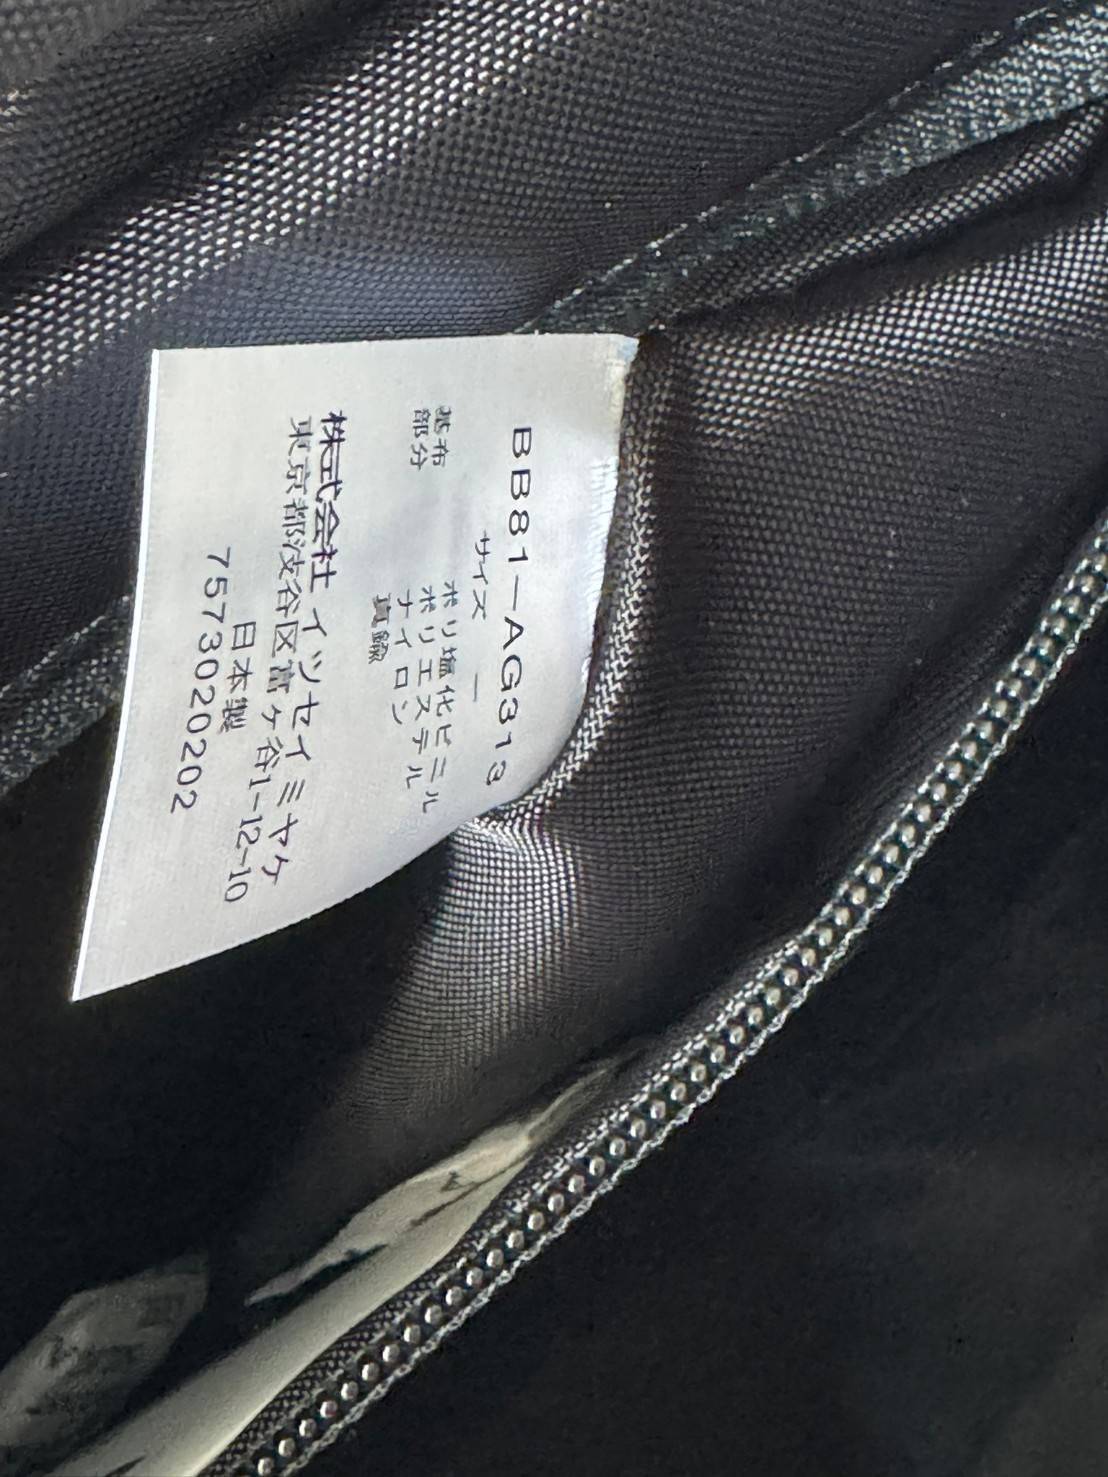 BB81-AG313
サイズ -
基布 ポリ塩化ビニル
部分 ポリエステル
ナイロン
真鍮
株式会社 イッセイ ミヤケ
東京都渋谷区富ヶ谷1-12-10
日本製
7573020202